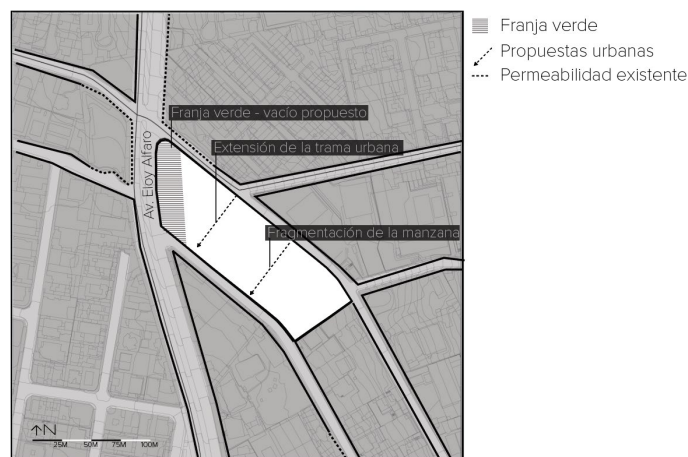 Franja verde
Propuestas urbanas
Permeabilidad existente
Franja verde - vacío propuesto
Extensión de la trama urbana
Av. Eloy Alfaro
Fragmentación de la manzana
N
25M 50M 75M 100M